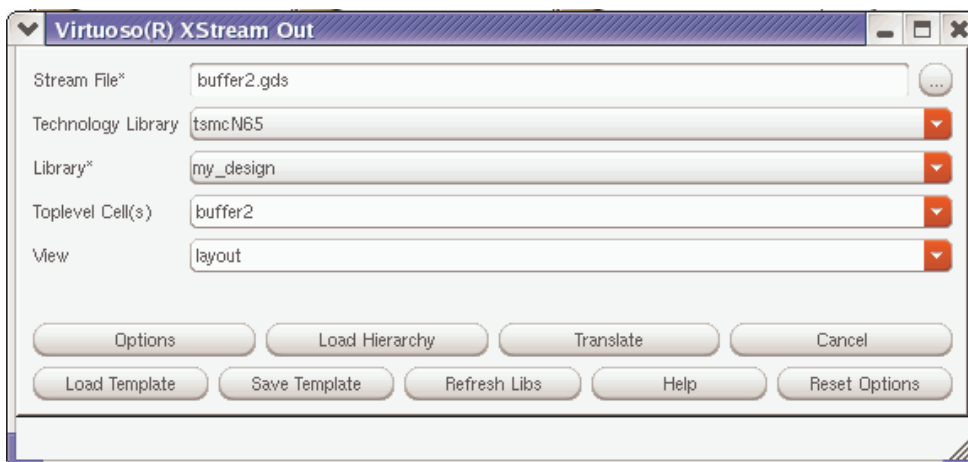 Virtuoso(R) XStream Out
Stream File* buffer2.gds ...
Technology Library tsmcN65
Library* my_design
Toplevel Cell(s) buffer2
View layout
Options Load Hierarchy Translate Cancel
Load Template Save Template Refresh Libs Help Reset Options